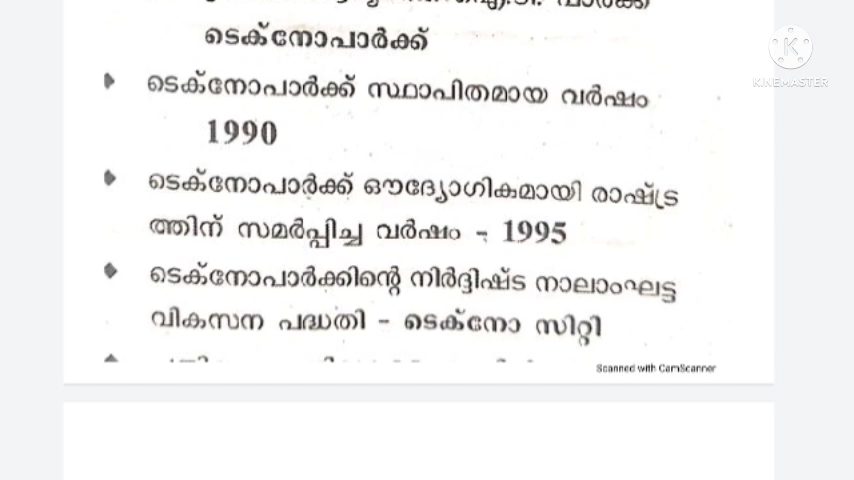 ടെക്നോപാർക്ക്
ടെക്നോപാർക്ക് സ്ഥാപിതമായ വർഷം
1990
ടെക്നോപാർക്ക് ഔദ്യോഗികമായി രാഷ്ട്ര
ത്തിന് സമർപ്പിച്ച വർഷം - 1995
ടെക്നോപാർക്കിന്റെ നിർദ്ദിഷ്ട നാലാംഘട്ട
വികസന പദ്ധതി - ടെക്നോ സിറ്റി
Scanned with CamScanner
K
KINEMASTER